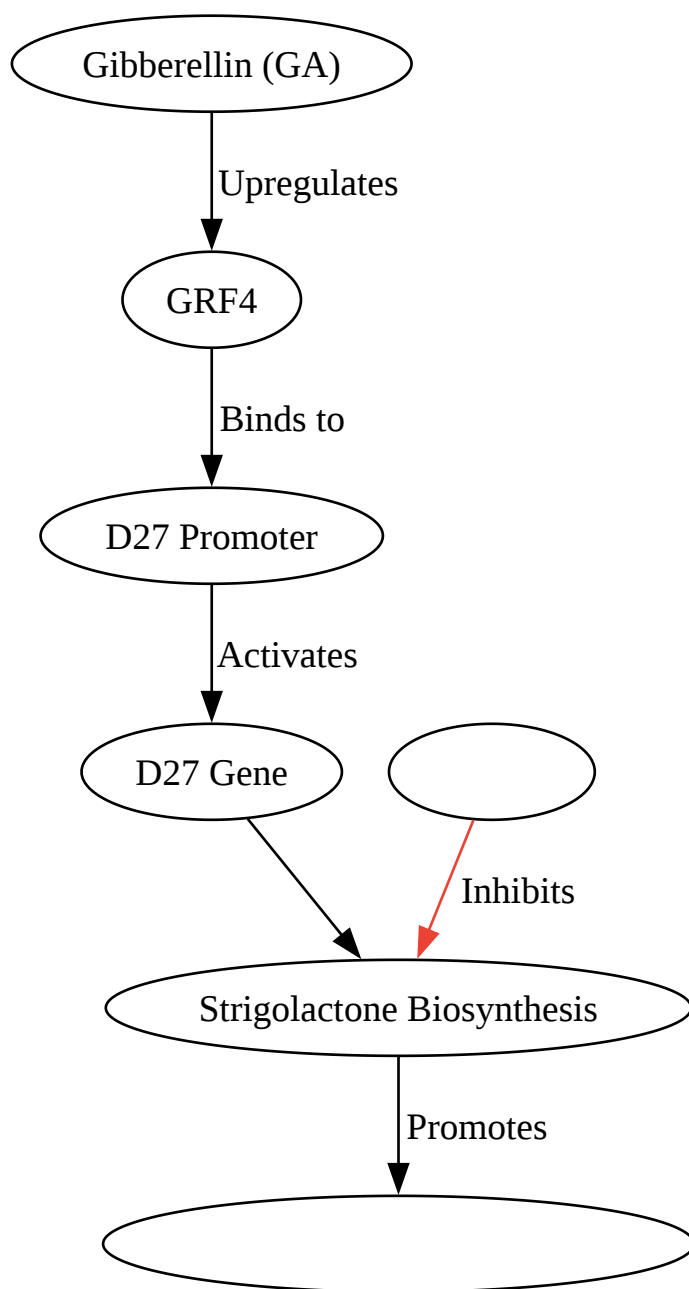 Gibberellin (GA)
Upregulates
GRF4
Binds to
D27 Promoter
Activates
D27 Gene
Inhibits
Strigolactone Biosynthesis
Promotes